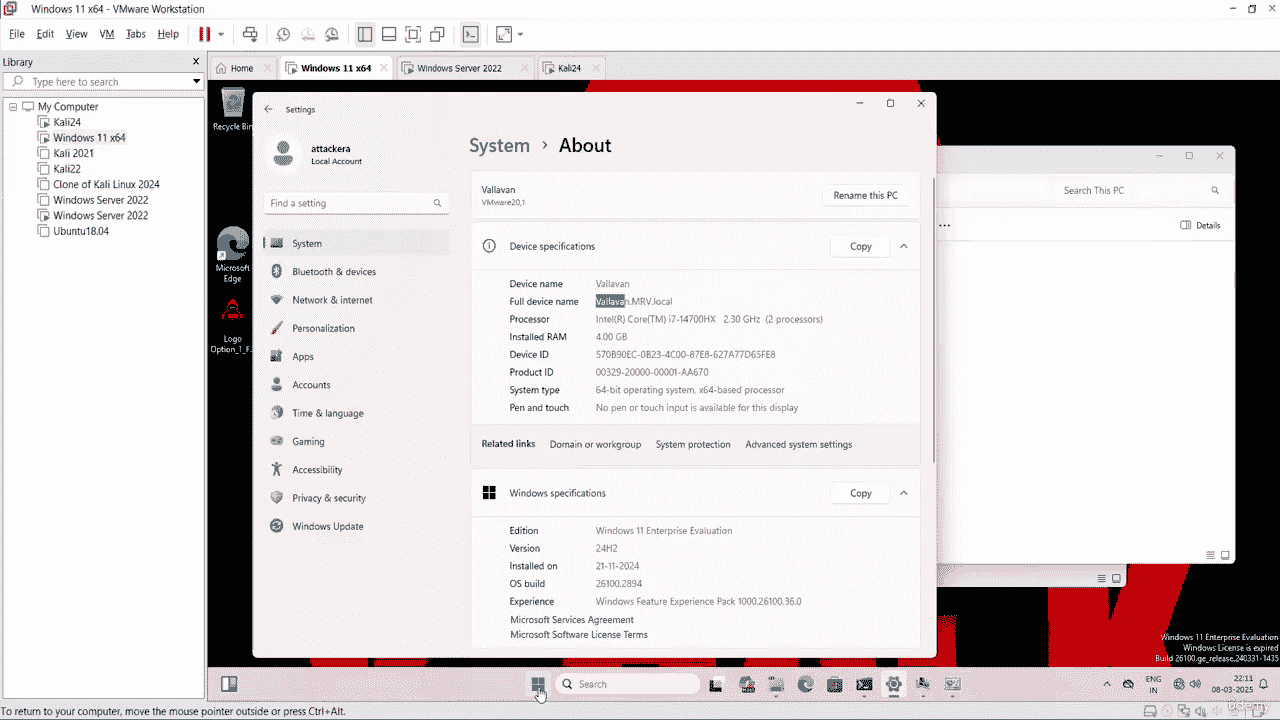 Windows 11 x64 - VMware Workstation
File Edit View VM Tabs Help
Library
Type here to search
My Computer
Kali24
Windows 11 x64
Kali 2021
Kali22
Clone of Kali Linux 2024
Windows Server 2022
Windows Server 2022
Ubuntu18.04
Home
Windows 11 x64
Windows Server 2022
Kali24
Recycle Bin
Microsoft
Edge
Logo
Option_1_F...
Settings
attackera
Local Account
Find a setting
System
Bluetooth & devices
Network & internet
Personalization
Apps
Accounts
Time & language
Gaming
Accessibility
Privacy & security
Windows Update
System > About
Vallavan
VMware20,1
Rename this PC
Device specifications
Copy
Device name Vallavan
Full device name Vallavan.MRV.local
Processor Intel(R) Core(TM) i7-14700HX 2.30 GHz (2 processors)
Installed RAM 4.00 GB
Device ID 570B90EC-0B23-4C00-87E8-627A77D65FE8
Product ID 00329-20000-00001-AA670
System type 64-bit operating system, x64-based processor
Pen and touch No pen or touch input is available for this display
Related links Domain or workgroup System protection Advanced system settings
Windows specifications
Copy
Edition Windows 11 Enterprise Evaluation
Version 24H2
Installed on 21-11-2024
OS build 26100.2894
Experience Windows Feature Experience Pack 1000.26100.36.0
Microsoft Services Agreement
Microsoft Software License Terms
Search This PC
Details
Windows 11 Enterprise Evaluation
Windows License is expired
Build 26100.ge_release.240331-1435
Search
ENG
IN
22:11
08-03-2025
To return to your computer, move the mouse pointer outside or press Ctrl+Alt.
udemy